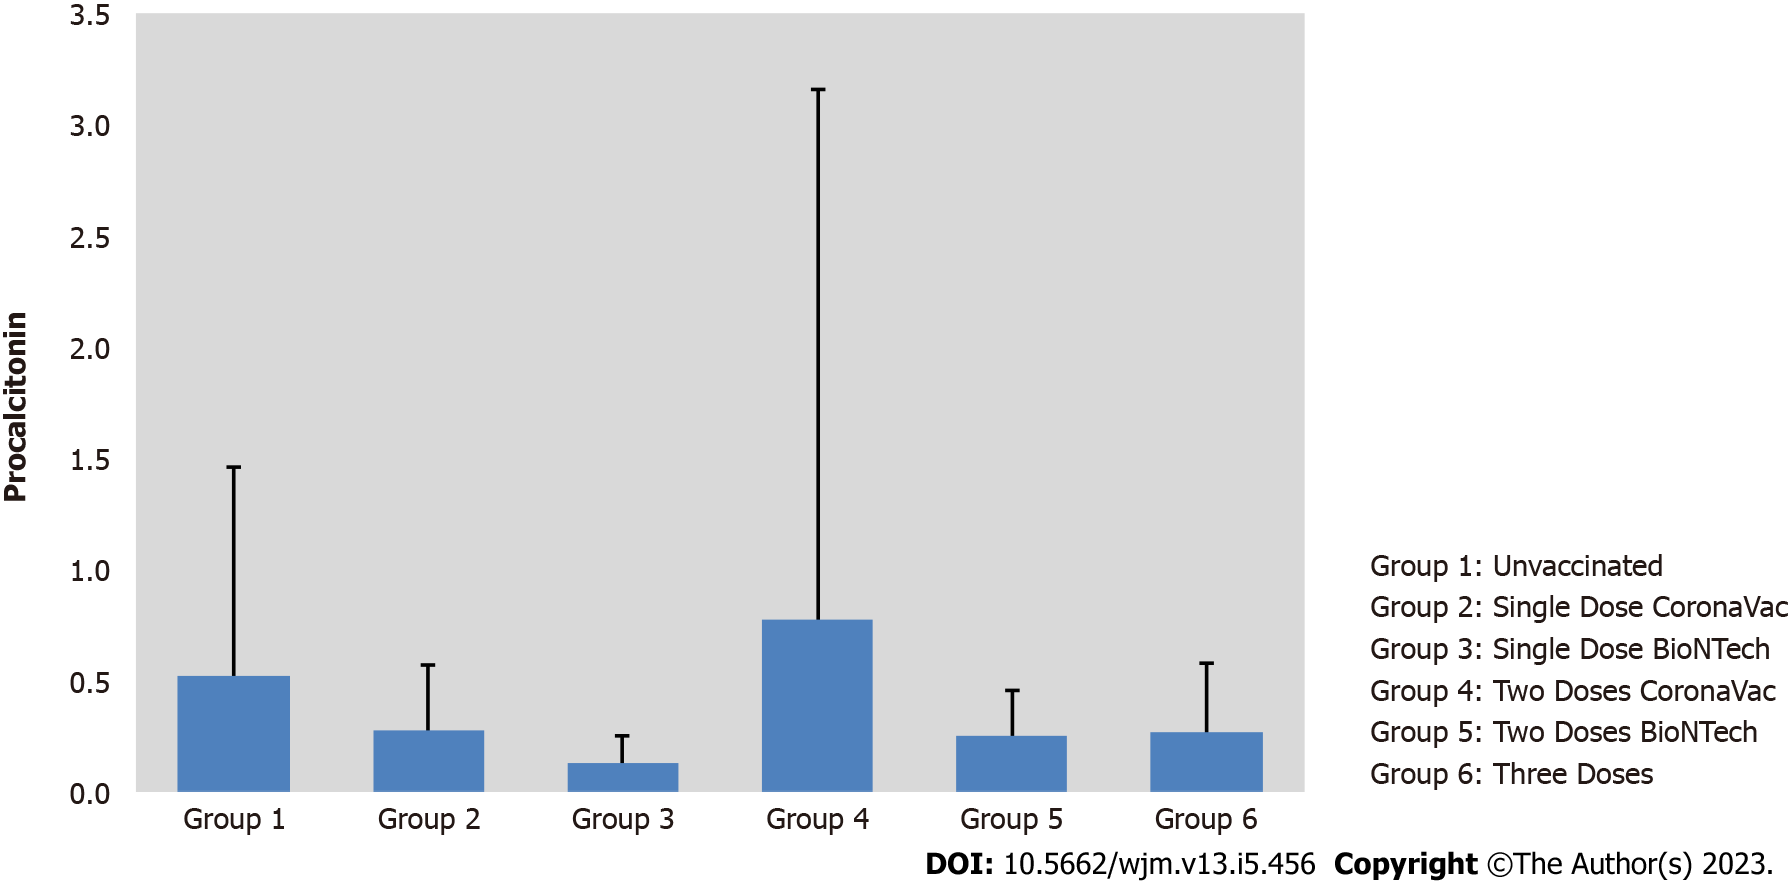 3.5
3.0
2.5
2.0
1.5
1.0
0.5
0.0
Procalcitonin
Group 1
Group 2
Group 3
Group 4
Group 5
Group 6
Group 1: Unvaccinated
Group 2: Single Dose CoronaVac
Group 3: Single Dose BioNTech
Group 4: Two Doses CoronaVac
Group 5: Two Doses BioNTech
Group 6: Three Doses
DOI: 10.5662/wjm.v13.i5.456 Copyright ©The Author(s) 2023.